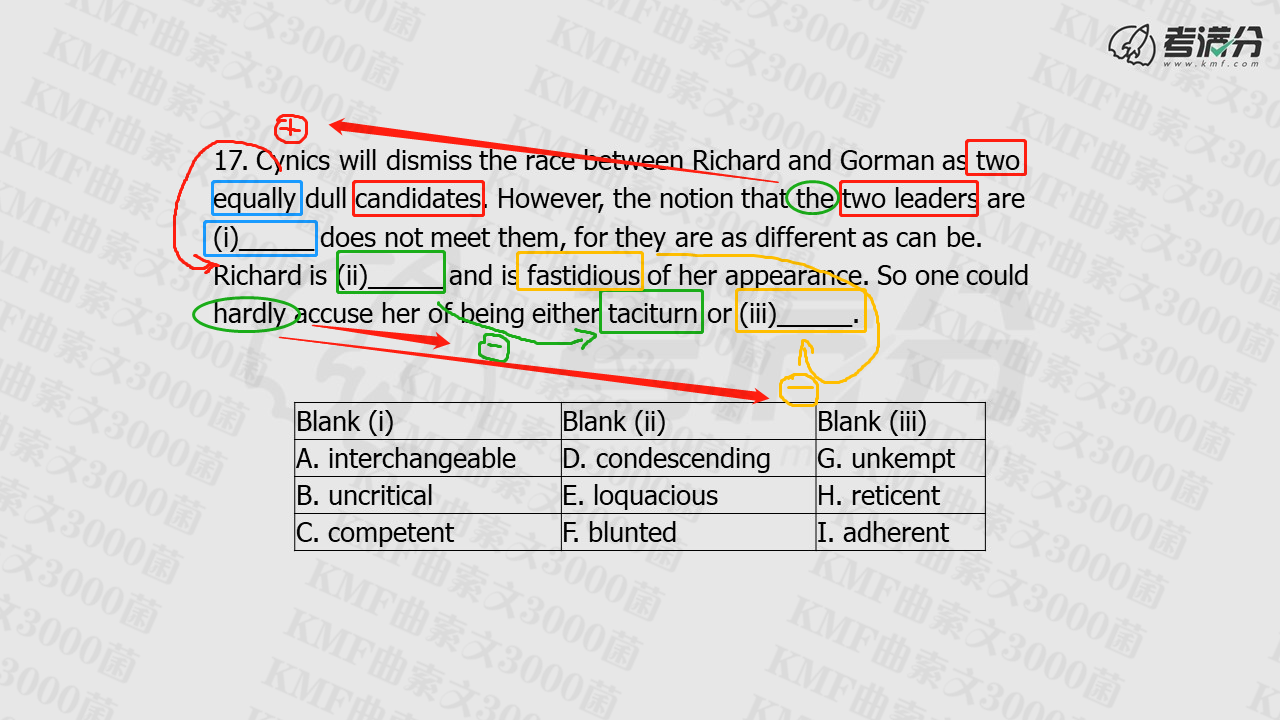 考满分
www.kmf.com
17. Cynics will dismiss the race between Richard and Gorman as two
equally dull candidates. However, the notion that the two leaders are
(i)______ does not meet them, for they are as different as can be.
Richard is (ii)______ and is fastidious of her appearance. So one could
hardly accuse her of being either taciturn or (iii)______.
Blank (i) Blank (ii) Blank (iii)
A. interchangeable D. condescending G. unkempt
B. uncritical E. loquacious H. reticent
C. competent F. blunted I. adherent
KMF曲索文3000菌